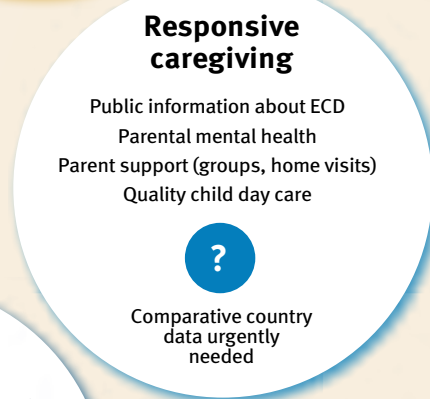 Responsive
caregiving
Public information about ECD
Parental mental health
Parent support (groups, home visits)
Quality child day care
?
Comparative country
data urgently
needed